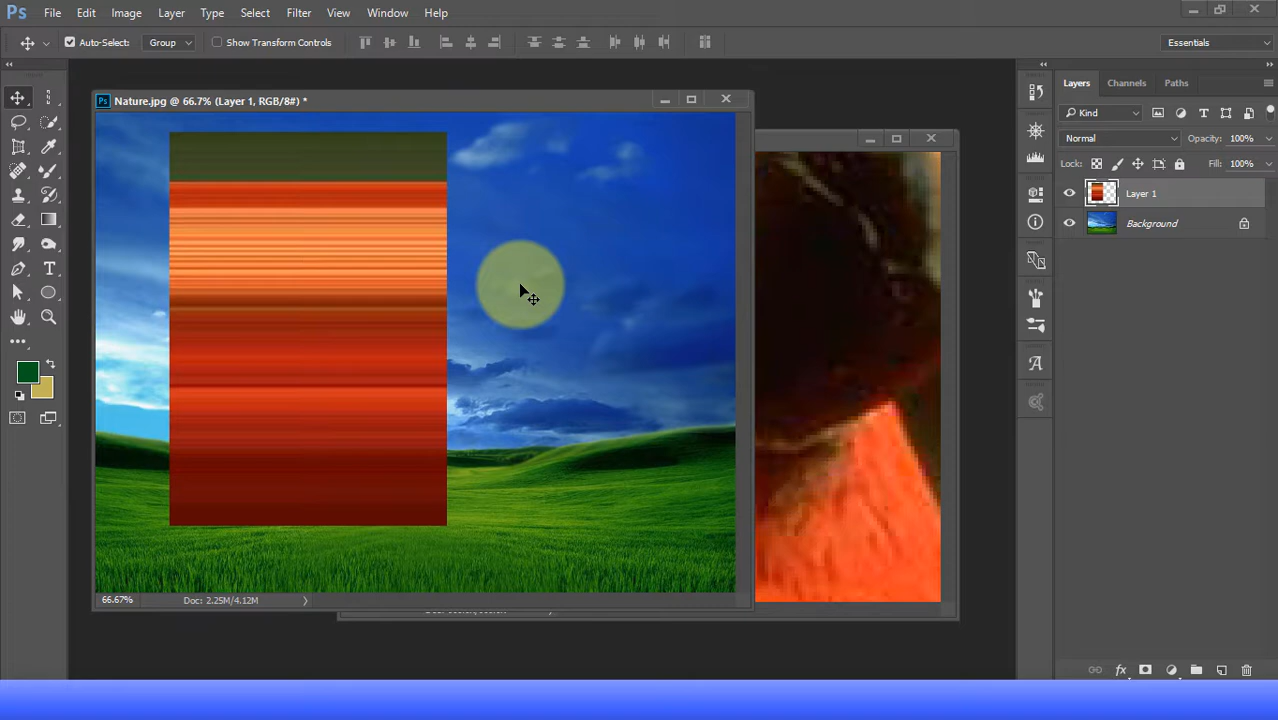 Ps File Edit Image Layer Type Select Filter View Window Help
Auto-Select: Group Show Transform Controls Essentials
Layers Channels Paths
Ps Nature.jpg @ 66.7% (Layer 1, RGB/8#) *
Kind
Normal Opacity: 100%
Lock: Fill: 100%
Layer 1
Background
66.67% Doc: 2.25M/4.12M